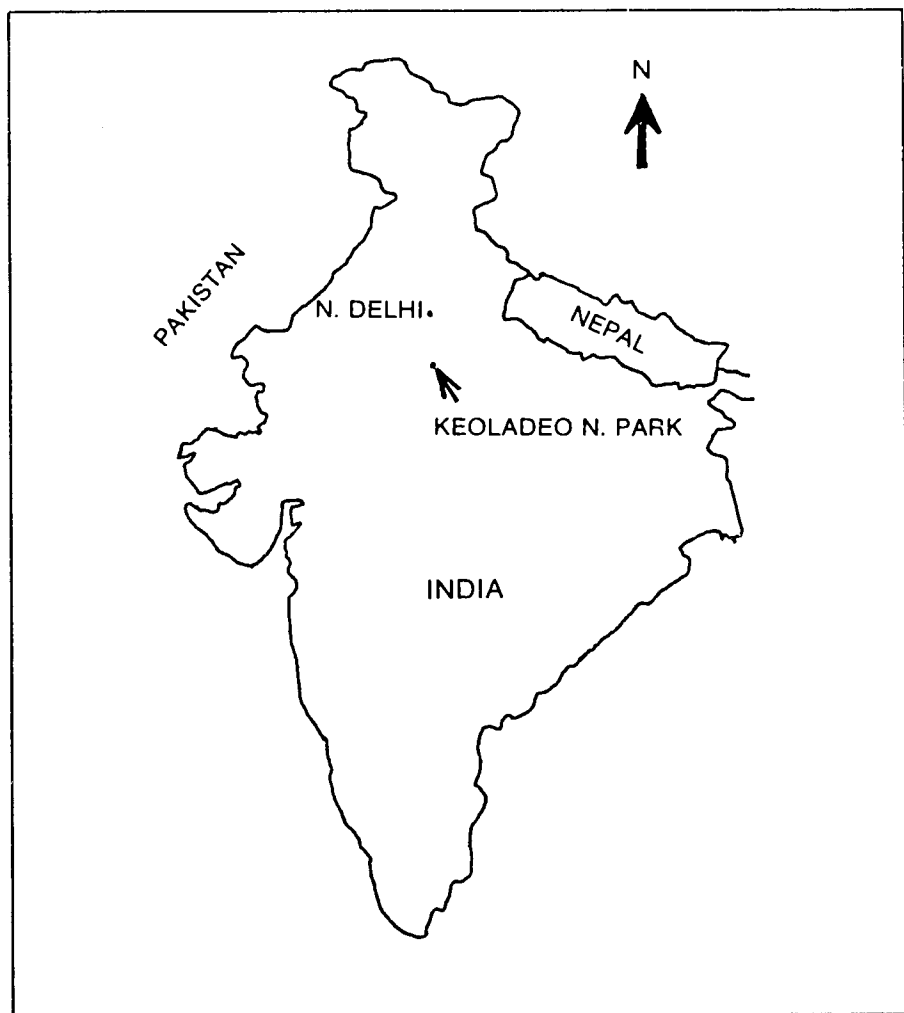 N
PAKISTAN
N. DELHI
NEPAL
KEOLADEO N. PARK
INDIA